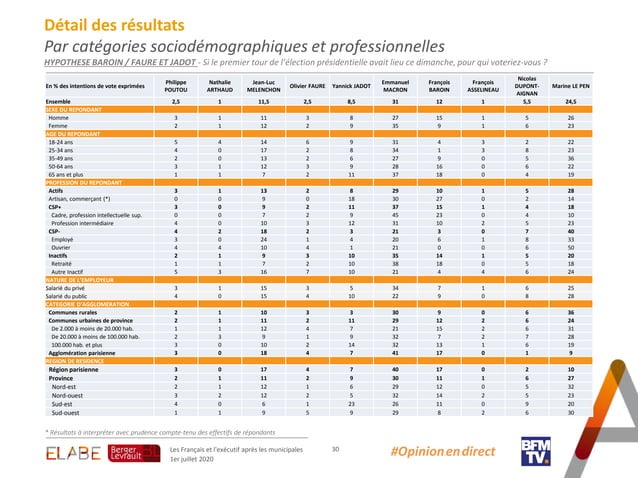 Détail des résultats
Par catégories sociodémographiques et professionnelles
HYPOTHESE BAROIN / FAURE ET JADOT - Si le premier tour de l'élection présidentielle avait lieu ce dimanche, pour qui voteriez-vous ?
En % des intentions de vote exprimées Philippe POUTOU Nathalie ARTHAUD Jean-Luc MELENCHON Olivier FAURE Yannick JADOT Emmanuel MACRON François BAROIN François ASSELINEAU Nicolas DUPONT-AIGNAN Marine LE PEN
Ensemble 2,5 1 11,5 2,5 8,5 31 12 1 5,5 24,5
SEXE DU REPONDANT
Homme 3 1 11 3 8 27 15 1 5 26
Femme 2 1 12 2 9 35 9 1 6 23
AGE DU REPONDANT
18-24 ans 5 4 14 6 9 31 4 3 2 22
25-34 ans 4 0 17 2 8 34 1 3 8 23
35-49 ans 2 0 13 2 6 27 9 0 5 36
50-64 ans 3 1 12 3 9 28 16 0 6 22
65 ans et plus 1 1 7 2 11 37 18 0 4 19
PROFESSION DU REPONDANT
Actifs 3 1 13 2 8 29 10 1 5 28
Artisan, commerçant (*) 0 0 9 0 18 30 27 0 2 14
CSP+ 3 0 9 2 11 37 15 1 4 18
Cadre, profession intellectuelle sup. 0 0 7 2 9 45 23 0 4 10
Profession intermédiaire 4 0 10 3 12 31 10 2 5 23
CSP- 4 2 18 2 3 21 3 0 7 40
Employé 3 0 24 1 4 20 6 1 8 33
Ouvrier 4 4 10 4 1 21 0 0 6 50
Inactifs 2 1 9 3 10 35 14 1 5 20
Retraité 1 1 7 2 10 38 18 0 5 18
Autre Inactif 5 3 16 7 10 21 4 4 6 24
NATURE DE L'EMPLOYEUR
Salarié du privé 3 1 15 3 5 34 7 1 6 25
Salarié du public 4 0 15 4 10 22 9 0 8 28
CATEGORIE D'AGGLOMERATION
Communes rurales 2 1 10 3 3 30 9 0 6 36
Communes urbaines de province 2 1 11 2 11 29 12 2 6 24
De 2.000 à moins de 20.000 hab. 1 1 12 4 7 21 15 2 6 31
De 20.000 à moins de 100.000 hab. 2 3 9 1 9 32 7 2 7 28
100.000 hab. et plus 3 0 10 2 14 32 13 1 6 19
Agglomération parisienne 3 0 18 4 7 41 17 0 1 9
REGION DE RESIDENCE
Région parisienne 3 0 17 4 7 40 17 0 2 10
Province 2 1 11 2 9 30 11 1 6 27
Nord-est 2 1 12 1 6 29 12 0 5 32
Nord-ouest 3 2 12 2 5 32 14 2 5 23
Sud-est 4 0 6 1 23 26 11 0 9 20
Sud-ouest 1 1 9 5 9 29 8 2 6 30
* Résultats à interpréter avec prudence compte-tenu des effectifs de répondants
ELABE Berger Levrault Les Français et l'exécutif après les municipales 30 #Opinion en direct BFM TV.
1er juillet 2020